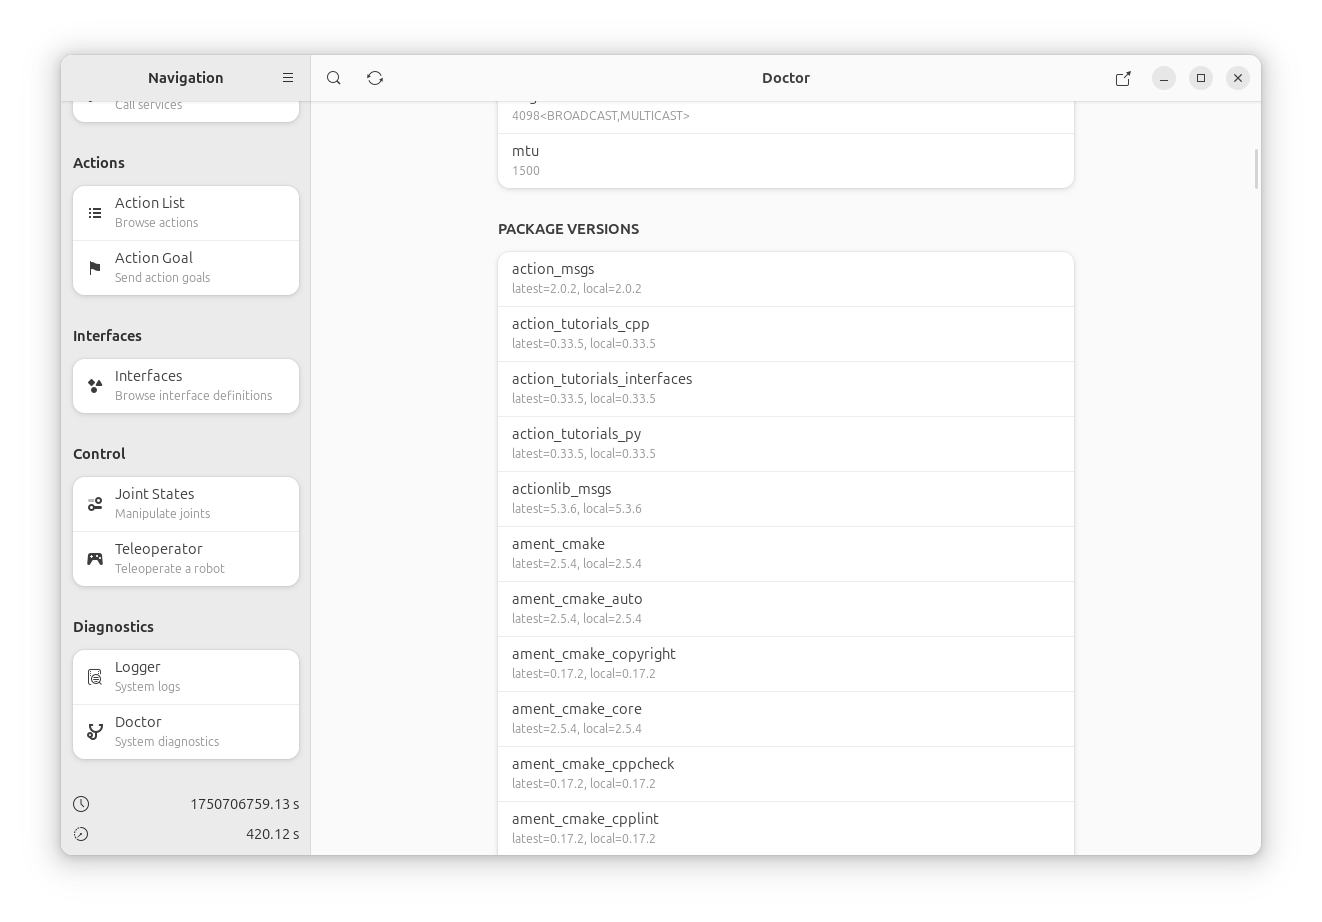 Navigation
Call services
Actions
Action List
Browse actions
Action Goal
Send action goals
Interfaces
Interfaces
Browse interface definitions
Control
Joint States
Manipulate joints
Teleoperator
Teleoperate a robot
Diagnostics
Logger
System logs
Doctor
System diagnostics
1750706759.13 s
420.12 s
Doctor
4098<BROADCAST,MULTICAST>
mtu
1500
PACKAGE VERSIONS
action_msgs
latest=2.0.2, local=2.0.2
action_tutorials_cpp
latest=0.33.5, local=0.33.5
action_tutorials_interfaces
latest=0.33.5, local=0.33.5
action_tutorials_py
latest=0.33.5, local=0.33.5
actionlib_msgs
latest=5.3.6, local=5.3.6
ament_cmake
latest=2.5.4, local=2.5.4
ament_cmake_auto
latest=2.5.4, local=2.5.4
ament_cmake_copyright
latest=0.17.2, local=0.17.2
ament_cmake_core
latest=2.5.4, local=2.5.4
ament_cmake_cppcheck
latest=0.17.2, local=0.17.2
ament_cmake_cpplint
latest=0.17.2, local=0.17.2